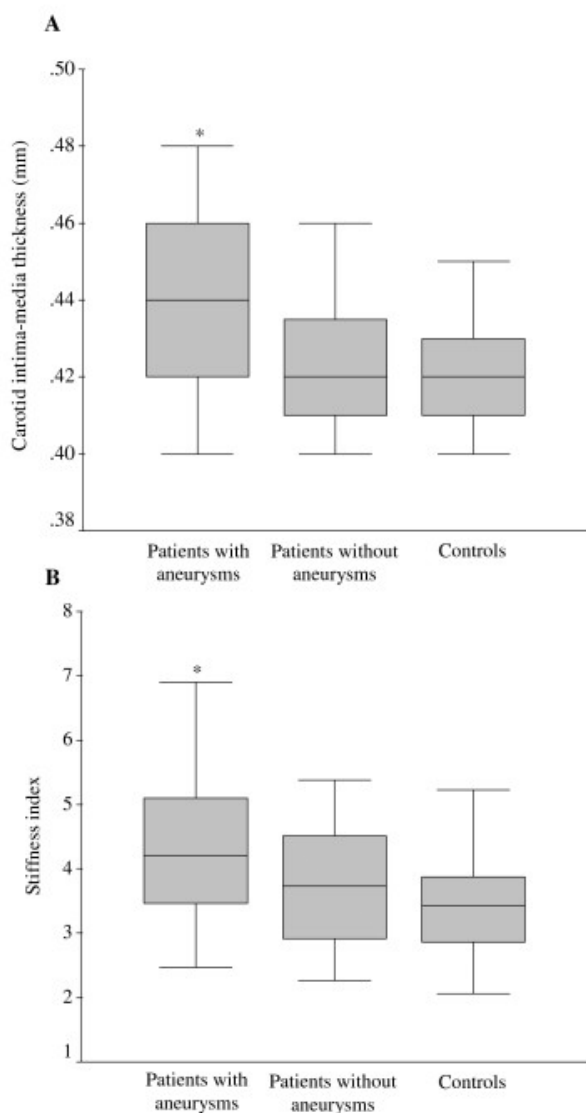 A
Carotid intima-media thickness (mm)
.50
.48
.46
.44
.42
.40
.38
*
Patients with
aneurysms
Patients without
aneurysms
Controls
B
Stiffness index
8
7
6
5
4
3
2
1
*
Patients with
aneurysms
Patients without
aneurysms
Controls